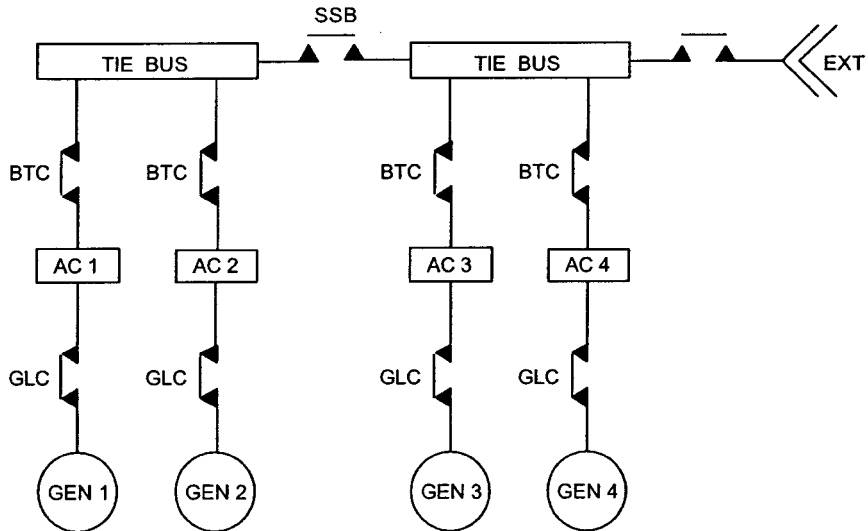 SSB
TIE BUS
TIE BUS
EXT
BTC
BTC
BTC
BTC
AC 1
AC 2
AC 3
AC 4
GLC
GLC
GLC
GLC
GEN 1
GEN 2
GEN 3
GEN 4